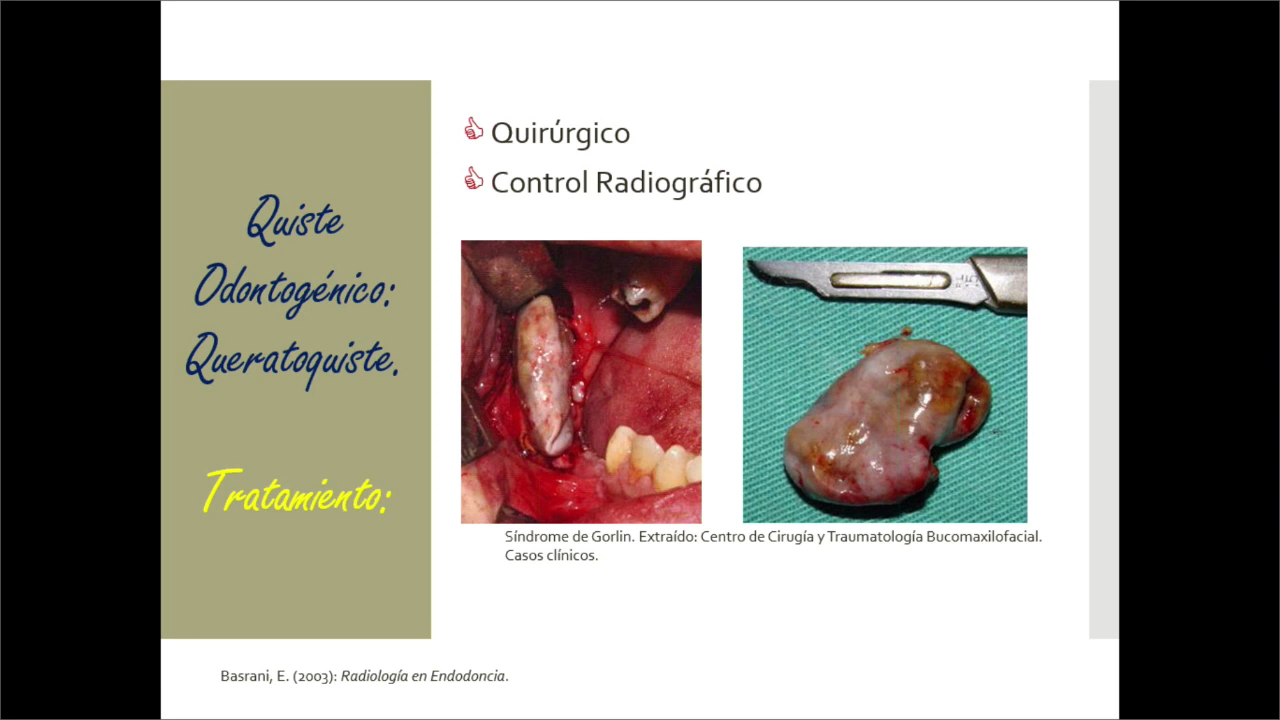 Quiste
Odontogénico:
Queratoquiste.
Tratamiento:
Quirúrgico
Control Radiográfico
Síndrome de Gorlin. Extraído: Centro de Cirugía y Traumatología Bucomaxilofacial.
Casos clínicos.
Basrani, E. (2003): Radiología en Endodoncia.